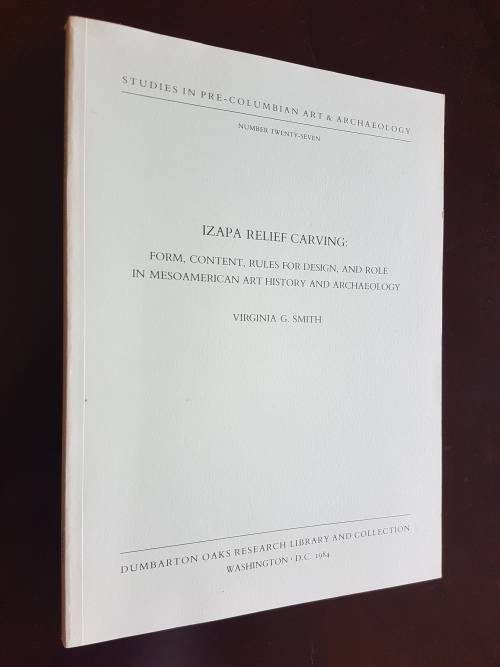 STUDIES IN PRE-COLUMBIAN ART & ARCHAEOLOGY
NUMBER TWENTY-SEVEN
IZAPA RELIEF CARVING:
FORM, CONTENT, RULES FOR DESIGN, AND ROLE
IN MESOAMERICAN ART HISTORY AND ARCHAEOLOGY
VIRGINIA G. SMITH
DUMBARTON OAKS RESEARCH LIBRARY AND COLLECTION
WASHINGTON · D.C. 1984